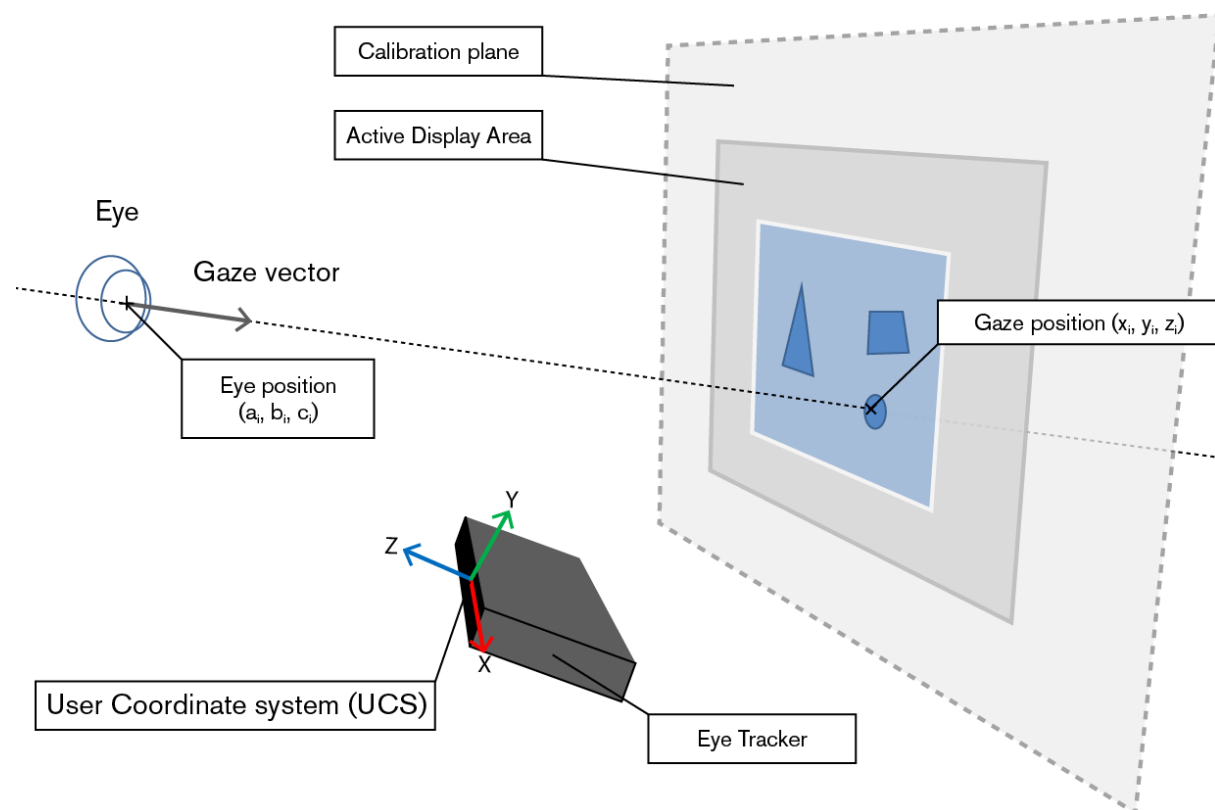 Calibration plane
Active Display Area
Eye
Gaze vector
Gaze position (xᵢ, yᵢ, zᵢ)
Eye position
(aᵢ, bᵢ, cᵢ)
Y
Z
X
User Coordinate system (UCS)
Eye Tracker